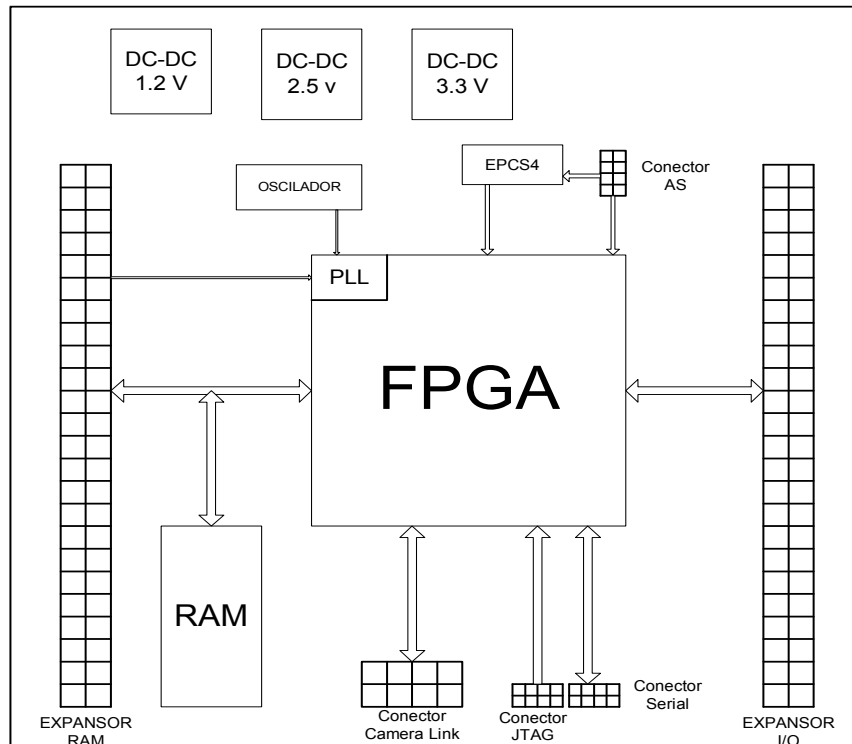 DC-DC
1.2 V
DC-DC
2.5 v
DC-DC
3.3 V
EPCS4
Conector
AS
OSCILADOR
PLL
FPGA
RAM
Conector
Camera Link
Conector
JTAG
Conector
Serial
EXPANSOR
RAM
EXPANSOR
I/O